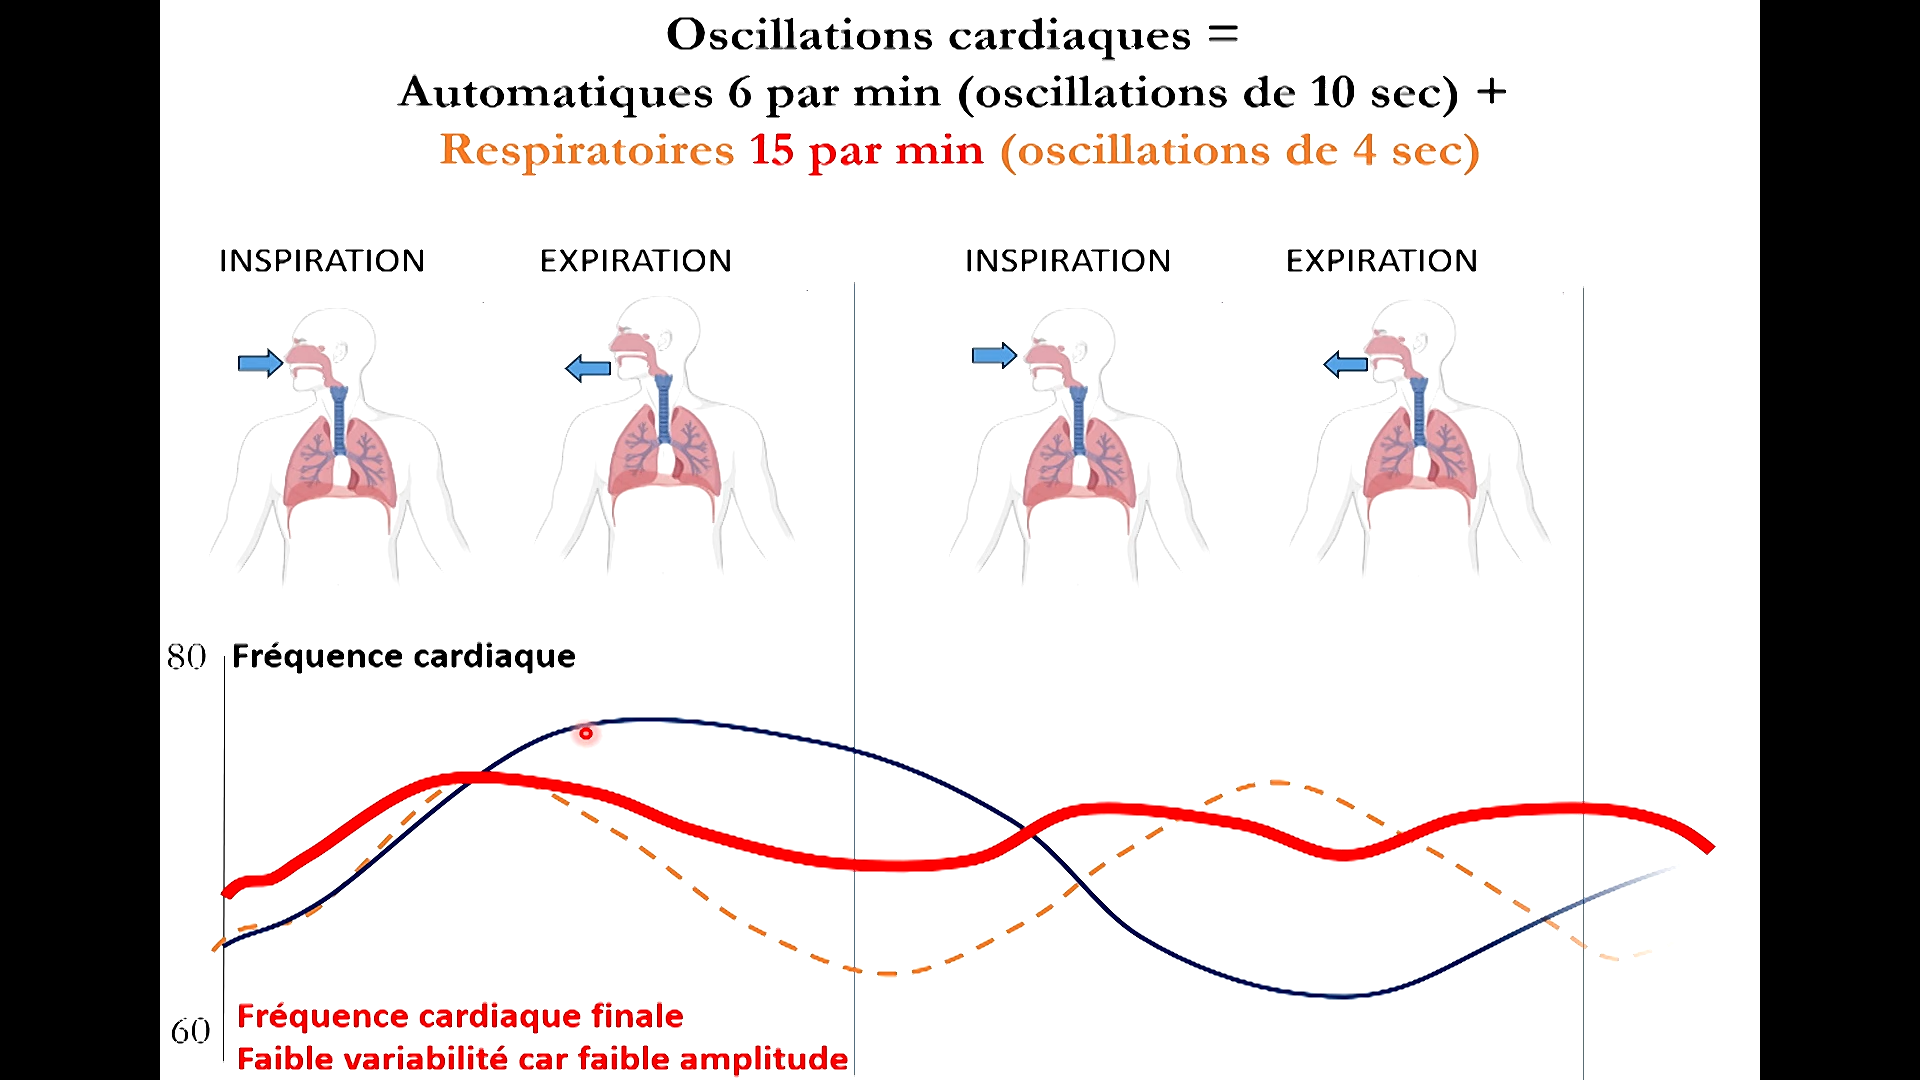 Oscillations cardiaques =
Automatiques 6 par min (oscillations de 10 sec) +
Respiratoires 15 par min (oscillations de 4 sec)
INSPIRATION
EXPIRATION
INSPIRATION
EXPIRATION
80
Fréquence cardiaque
60
Fréquence cardiaque finale
Faible variabilité car faible amplitude